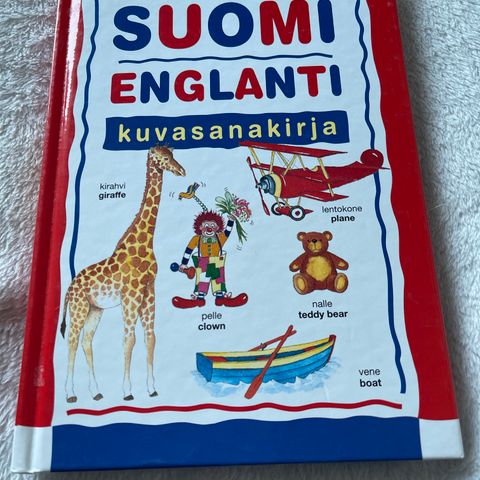 SUOMI
ENGLANTI
kuvasanakirja
kirahvi
giraffe
lentokone
plane
pelle
clown
nalle
teddy bear
vene
boat